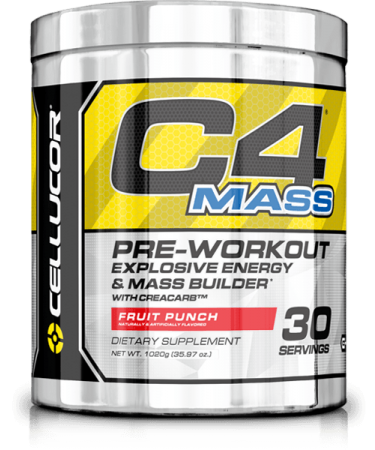 CELLUCOR®
C4®
MASS
PRE-WORKOUT
EXPLOSIVE ENERGY
& MASS BUILDER*
WITH CREACARB™
FRUIT PUNCH
NATURALLY & ARTIFICIALLY FLAVORED
DIETARY SUPPLEMENT
NET WT. 1020g (35.97 oz.)
30
SERVINGS